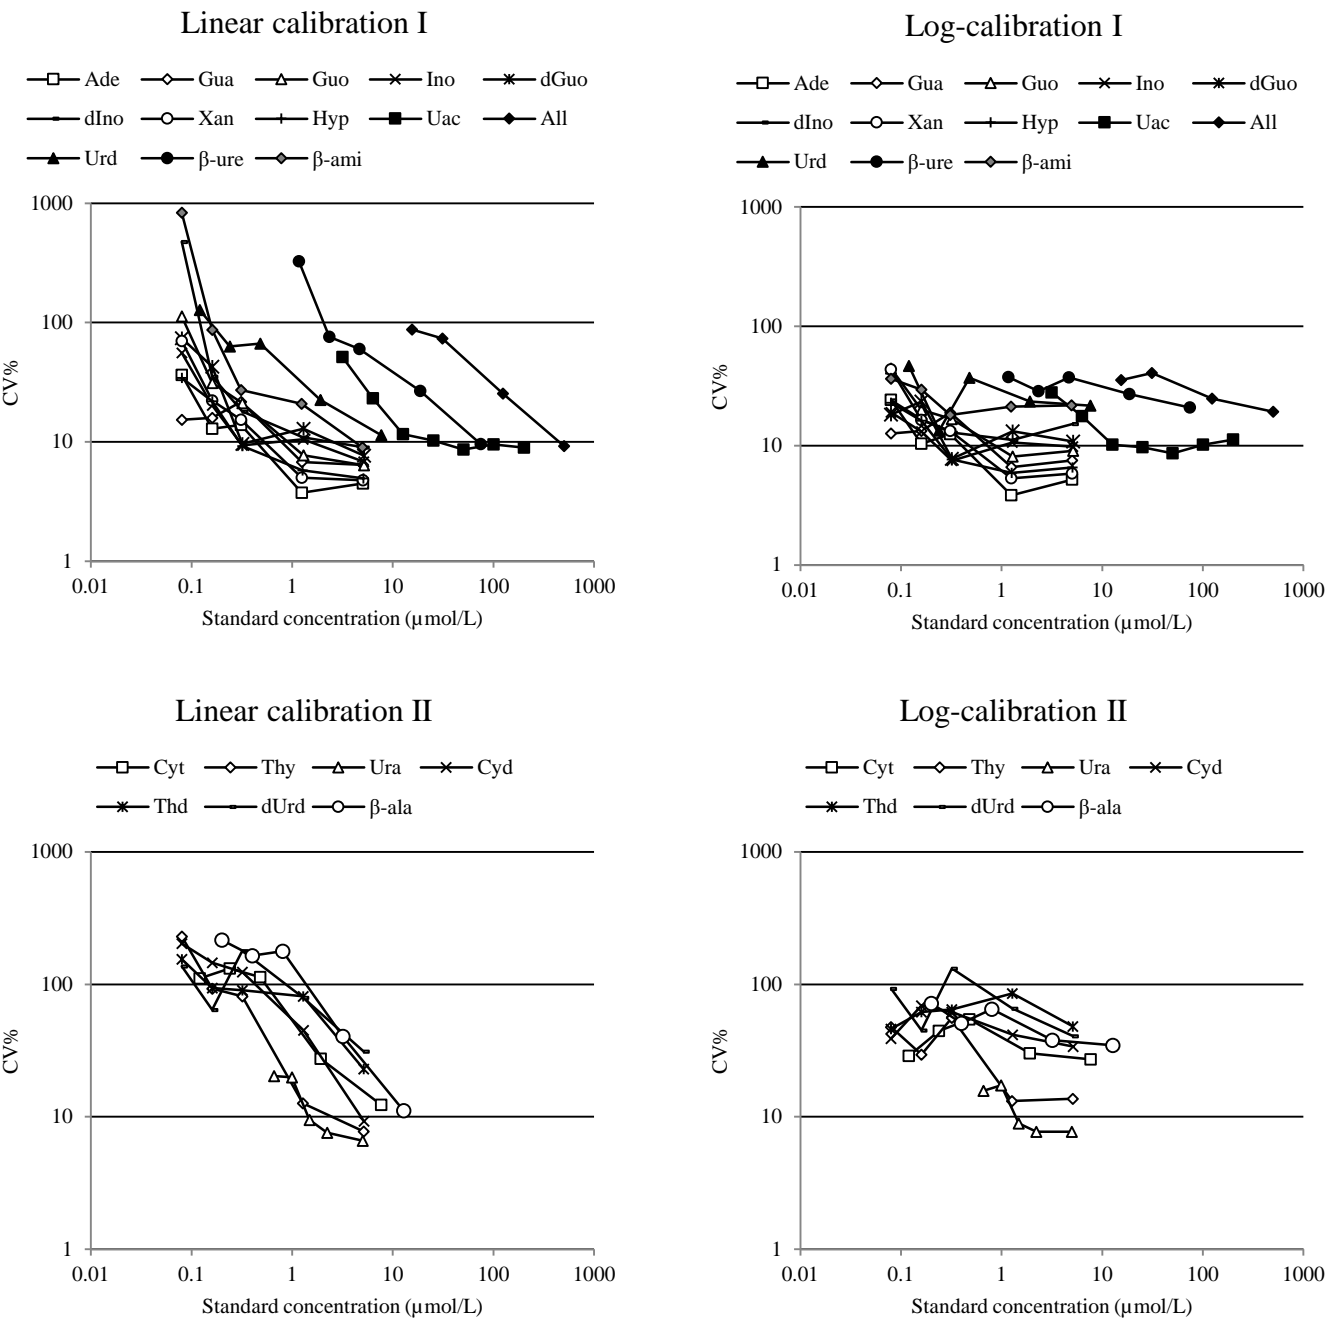 Linear calibration I
Ade Gua Guo Ino dGuo
dIno Xan Hyp Uac All
Urd β-ure β-ami
1000
100
10
1
CV%
0.01 0.1 1 10 100 1000
Standard concentration (µmol/L)
Log-calibration I
Ade Gua Guo Ino dGuo
dIno Xan Hyp Uac All
Urd β-ure β-ami
1000
100
10
1
CV%
0.01 0.1 1 10 100 1000
Standard concentration (µmol/L)
Linear calibration II
Cyt Thy Ura Cyd
Thd dUrd β-ala
1000
100
10
1
CV%
0.01 0.1 1 10 100 1000
Standard concentration (µmol/L)
Log-calibration II
Cyt Thy Ura Cyd
Thd dUrd β-ala
1000
100
10
1
CV%
0.01 0.1 1 10 100 1000
Standard concentration (µmol/L)